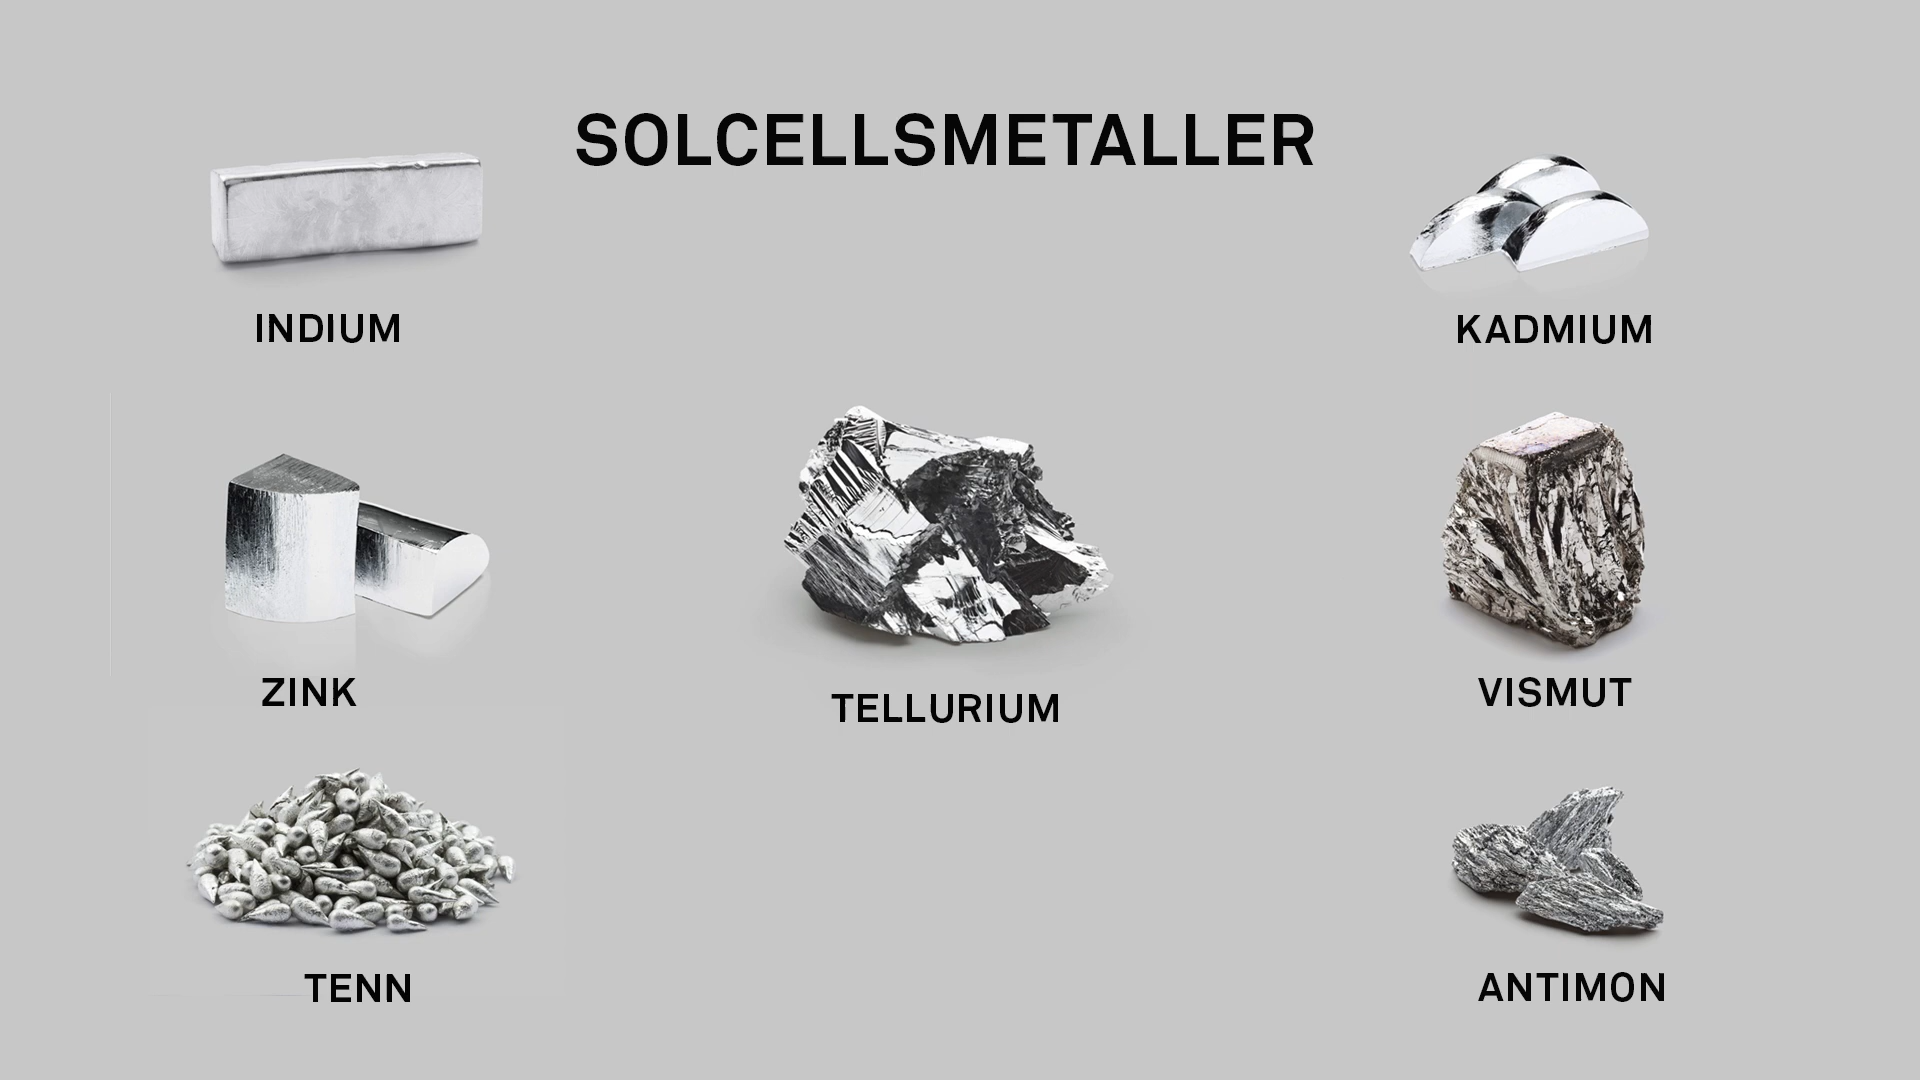 SOLCELLSMETALLER
INDIUM
KADMIUM
ZINK
TELLURIUM
VISMUT
TENN
ANTIMON